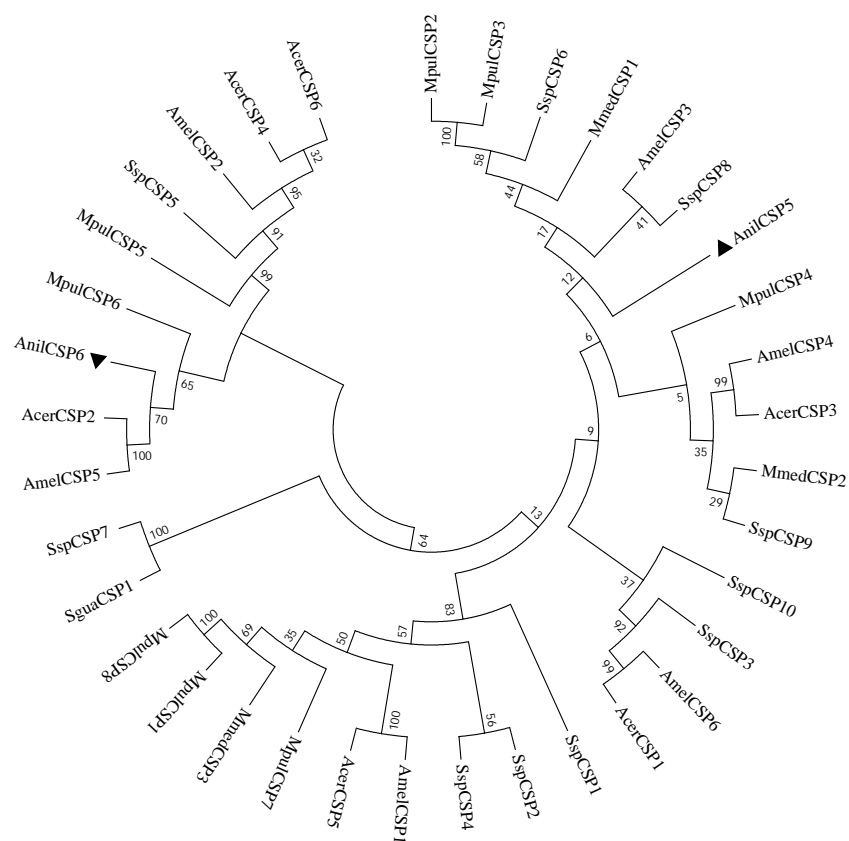 MpulCSP2
MpulCSP3
SspCSP6
MmedCSP1
AmelCSP3
SspCSP8
AnilCSP5
MpulCSP4
AmelCSP4
AcerCSP3
MmedCSP2
SspCSP9
SspCSP10
SspCSP3
AmelCSP6
AcerCSP1
SspCSP1
SspCSP2
SspCSP4
AmelCSP1
AcerCSP5
MpulCSP7
MmedCSP3
MpulCSP1
MpulCSP8
SguaCSP1
SspCSP7
AmelCSP5
AcerCSP2
AnilCSP6
MpulCSP6
MpulCSP5
SspCSP5
AmelCSP2
AcerCSP4
AcerCSP6
100
58
44
41
17
12
6
99
5
35
29
9
37
92
99
13
83
56
57
100
50
35
69
100
64
100
100
70
65
99
91
95
32